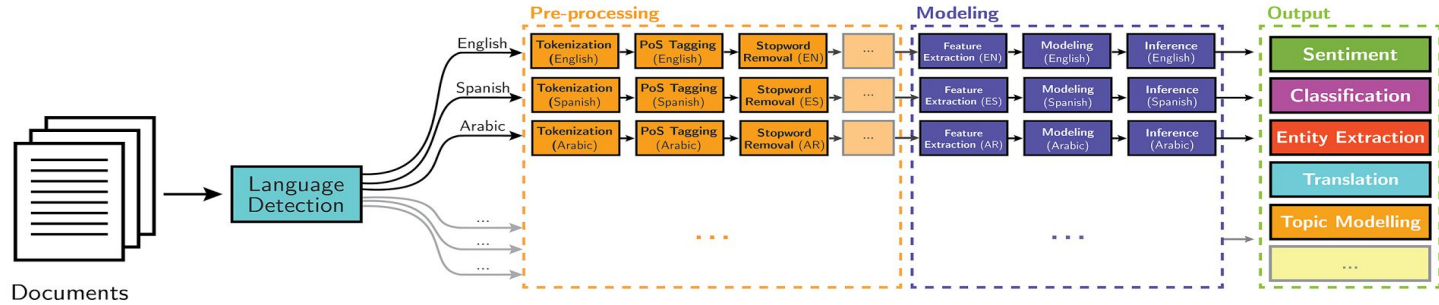 Pre-processing
Modeling
Output
English
Tokenization
(English)
PoS Tagging
(English)
Stopword
Removal (EN)
...
Feature
Extraction (EN)
Modeling
(English)
Inference
(English)
Sentiment
Spanish
Tokenization
(Spanish)
PoS Tagging
(Spanish)
Stopword
Removal (ES)
...
Feature
Extraction (ES)
Modeling
(Spanish)
Inference
(Spanish)
Classification
Arabic
Tokenization
(Arabic)
PoS Tagging
(Arabic)
Stopword
Removal (AR)
...
Feature
Extraction (AR)
Modeling
(Arabic)
Inference
(Arabic)
Entity Extraction
Language
Detection
Translation
...
...
...
...
...
Topic Modelling
...
Documents